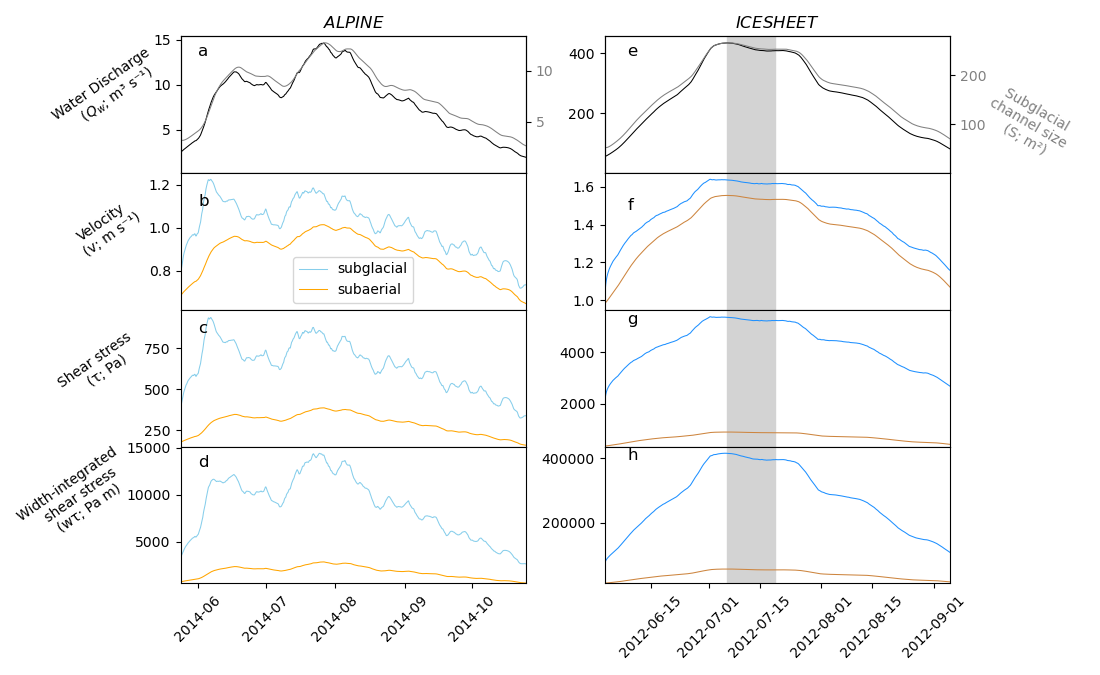 ALPINE
ICESHEET
Water Discharge
(Qw; m³ s⁻¹)
15
10
5
a
10
5
400
200
e
200
100
Subglacial
channel size
(S; m²)
Velocity
(v; m s⁻¹)
1.2
1.0
0.8
b
subglacial
subaerial
1.6
1.4
1.2
1.0
f
Shear stress
(τ; Pa)
750
500
250
c
4000
2000
g
Width-integrated
shear stress
(wτ; Pa m)
15000
10000
5000
d
400000
200000
h
2014-06
2014-07
2014-08
2014-09
2014-10
2012-06-15
2012-07-01
2012-07-15
2012-08-01
2012-08-15
2012-09-01